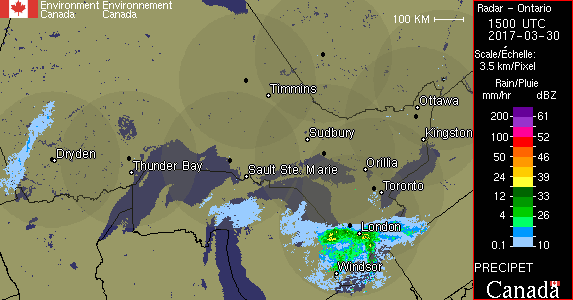 Environment Environnement
Canada Canada
100 KM
Timmins
Ottawa
Sudbury
Kingston
Dryden
Thunder Bay
Sault Ste. Marie
Orillia
Toronto
London
Windsor
Radar - Ontario
1500 UTC
2017-03-30
Scale/Échelle:
3.5 km/Pixel
Rain/Pluie
mm/hr dBZ
200 61
100 52
50 46
24 39
12 33
4 26
0.1 10
PRECIPET
Canada